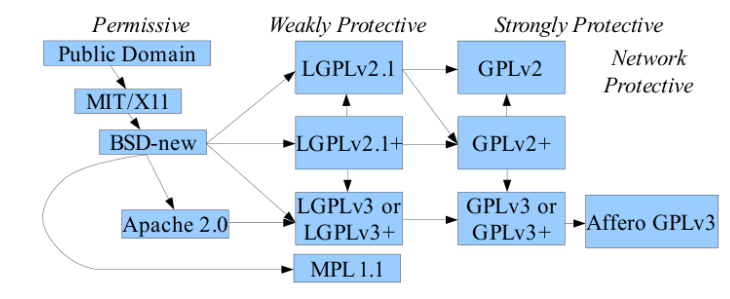 Permissive
Weakly Protective
Strongly Protective
Public Domain
LGPLv2.1
GPLv2
Network
Protective
MIT/X11
BSD-new
LGPLv2.1+
GPLv2+
Apache 2.0
LGPLv3 or
LGPLv3+
GPLv3 or
GPLv3+
Affero GPLv3
MPL 1.1